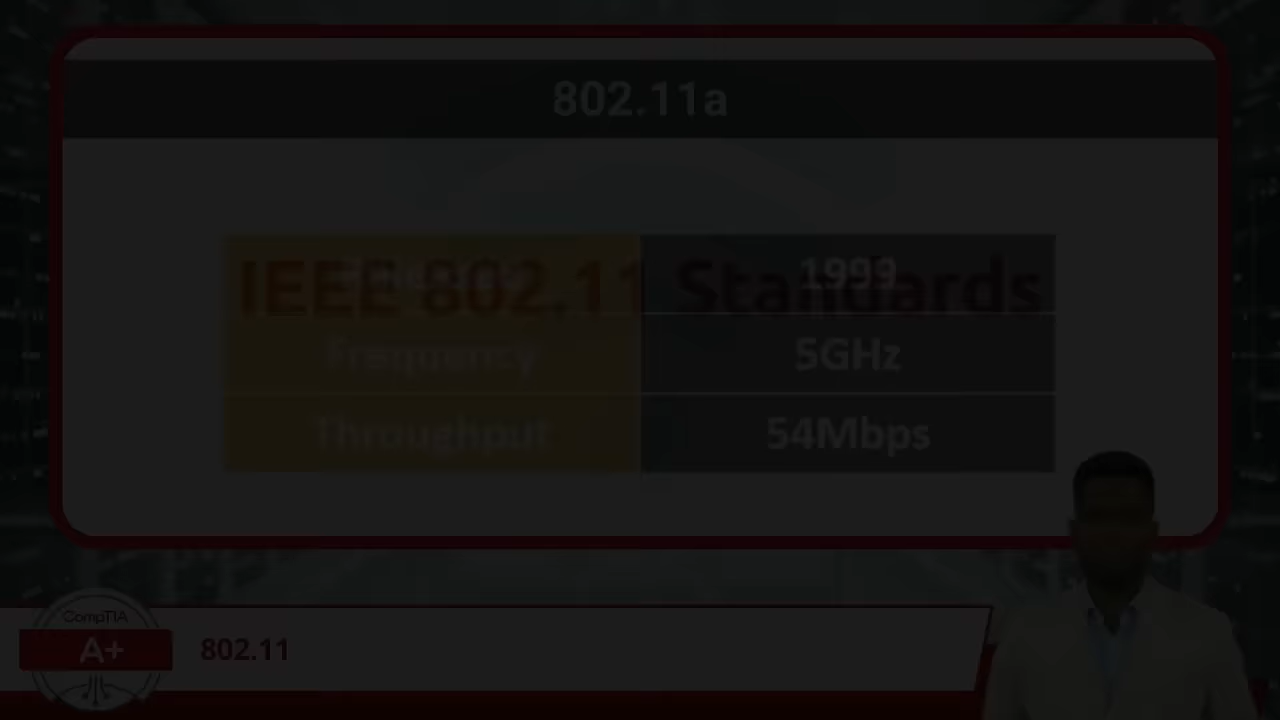 802.11a
IEEE 802.11 Standards
1999
Frequency
5GHz
Throughput
54Mbps
CompTIA
A+
802.11